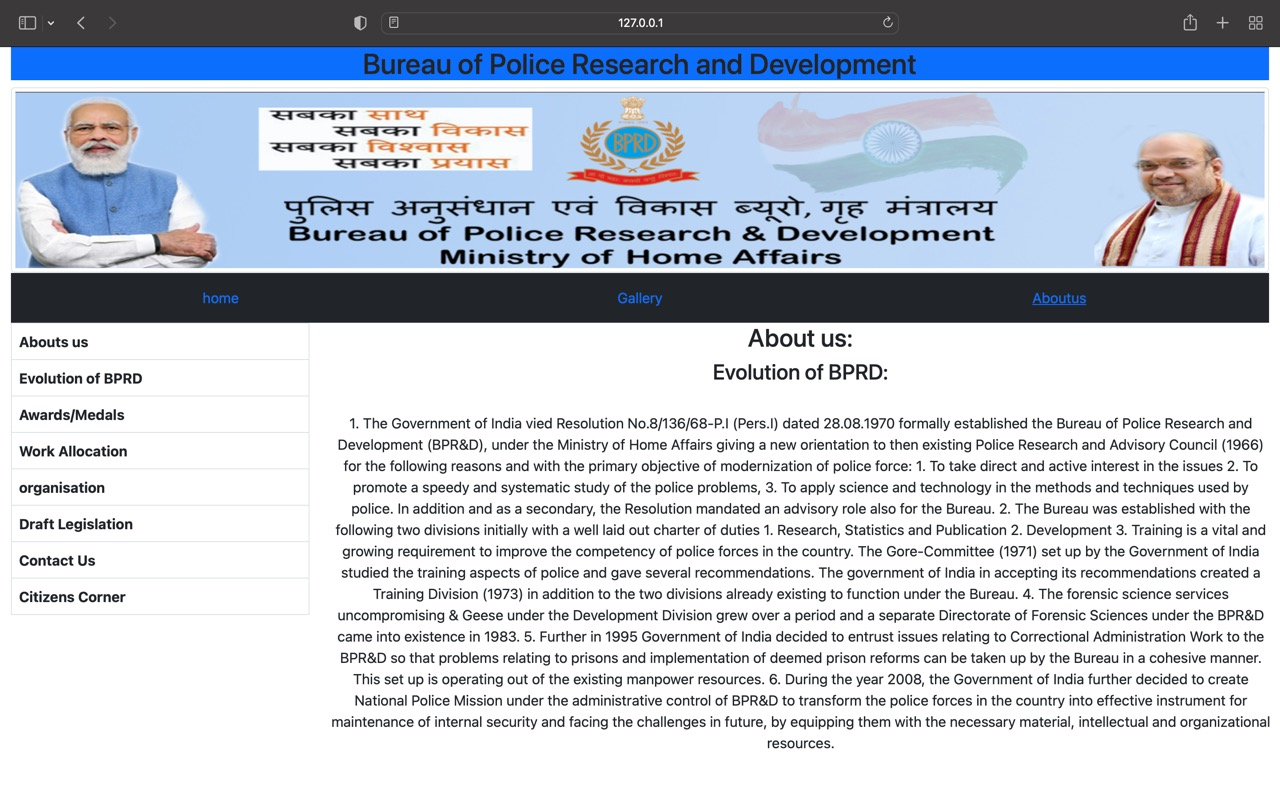 127.0.0.1
Bureau of Police Research and Development
सबका साथ
सबका विकास
सबका विश्वास
सबका प्रयास
BPRD
पुलिस अनुसंधान एवं विकास ब्यूरो, गृह मंत्रालय
Bureau of Police Research & Development
Ministry of Home Affairs
home
Gallery
Aboutus
Abouts us
Evolution of BPRD
Awards/Medals
Work Allocation
organisation
Draft Legislation
Contact Us
Citizens Corner
About us:
Evolution of BPRD:
1. The Government of India vied Resolution No.8/136/68-P.I (Pers.I) dated 28.08.1970 formally established the Bureau of Police Research and
Development (BPR&D), under the Ministry of Home Affairs giving a new orientation to then existing Police Research and Advisory Council (1966)
for the following reasons and with the primary objective of modernization of police force: 1. To take direct and active interest in the issues 2. To
promote a speedy and systematic study of the police problems, 3. To apply science and technology in the methods and techniques used by
police. In addition and as a secondary, the Resolution mandated an advisory role also for the Bureau. 2. The Bureau was established with the
following two divisions initially with a well laid out charter of duties 1. Research, Statistics and Publication 2. Development 3. Training is a vital and
growing requirement to improve the competency of police forces in the country. The Gore-Committee (1971) set up by the Government of India
studied the training aspects of police and gave several recommendations. The government of India in accepting its recommendations created a
Training Division (1973) in addition to the two divisions already existing to function under the Bureau. 4. The forensic science services
uncompromising & Geese under the Development Division grew over a period and a separate Directorate of Forensic Sciences under the BPR&D
came into existence in 1983. 5. Further in 1995 Government of India decided to entrust issues relating to Correctional Administration Work to the
BPR&D so that problems relating to prisons and implementation of deemed prison reforms can be taken up by the Bureau in a cohesive manner.
This set up is operating out of the existing manpower resources. 6. During the year 2008, the Government of India further decided to create
National Police Mission under the administrative control of BPR&D to transform the police forces in the country into effective instrument for
maintenance of internal security and facing the challenges in future, by equipping them with the necessary material, intellectual and organizational
resources.